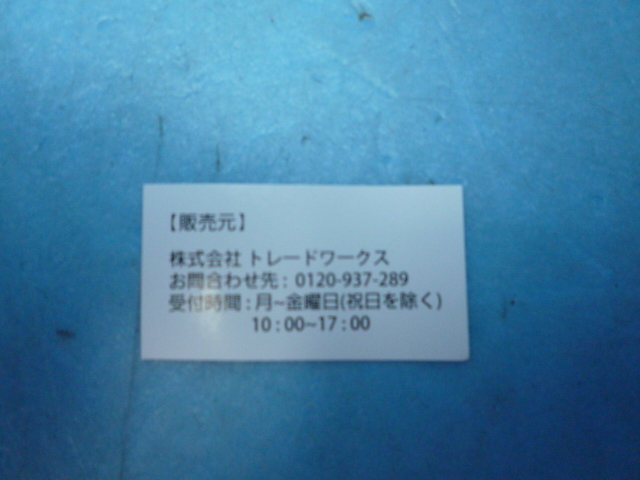 【販売元】
株式会社 トレードワークス
お問合わせ先 : 0120-937-289
受付時間 : 月~金曜日(祝日を除く)
10 : 00~17 : 00